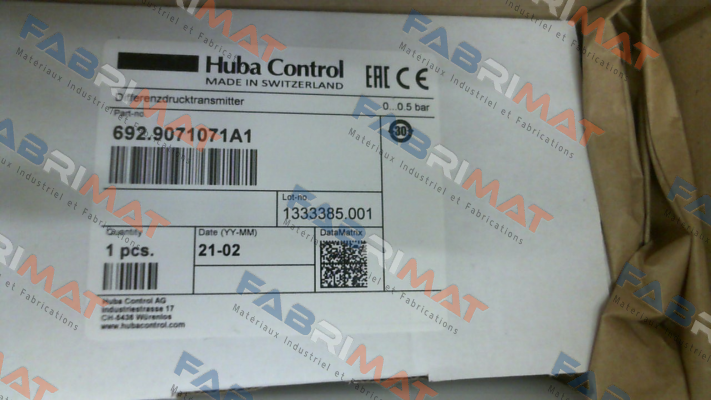 Huba Control
MADE IN SWITZERLAND
EAC CE
Differenzdrucktransmitter
0...0.5 bar
Part-no.
692.9071071A1
30
Lot-no
1333385.001
Quantity
1 pcs.
Date (YY-MM)
21-02
DataMatrix
Huba Control AG
Industriestrasse 17
CH-5436 Würenlos
www.hubacontrol.com
FABRIMAT
Matériaux Industriel et Fabrications